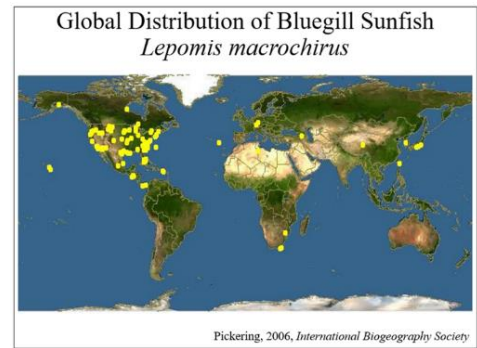 Global Distribution of Bluegill Sunfish
Lepomis macrochirus
Pickering, 2006, International Biogeography Society